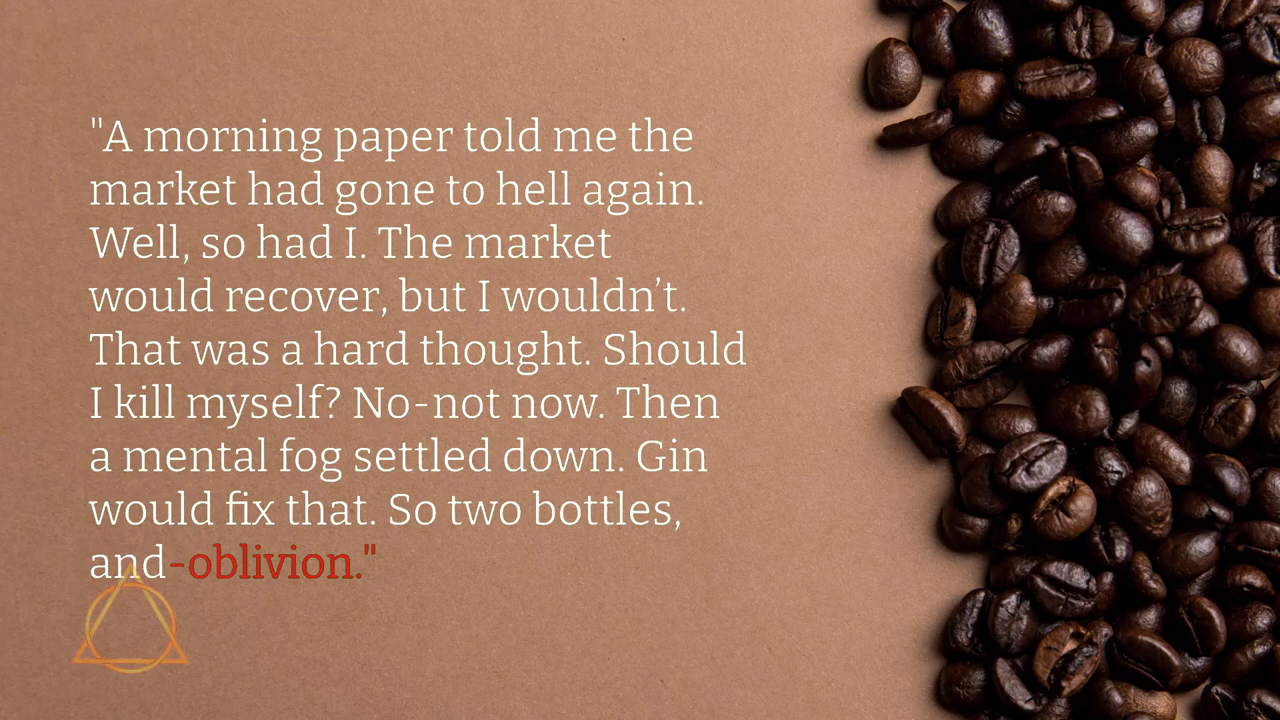 "A morning paper told me the
market had gone to hell again.
Well, so had I. The market
would recover, but I wouldn’t.
That was a hard thought. Should
I kill myself? No-not now. Then
a mental fog settled down. Gin
would fix that. So two bottles,
and-oblivion."